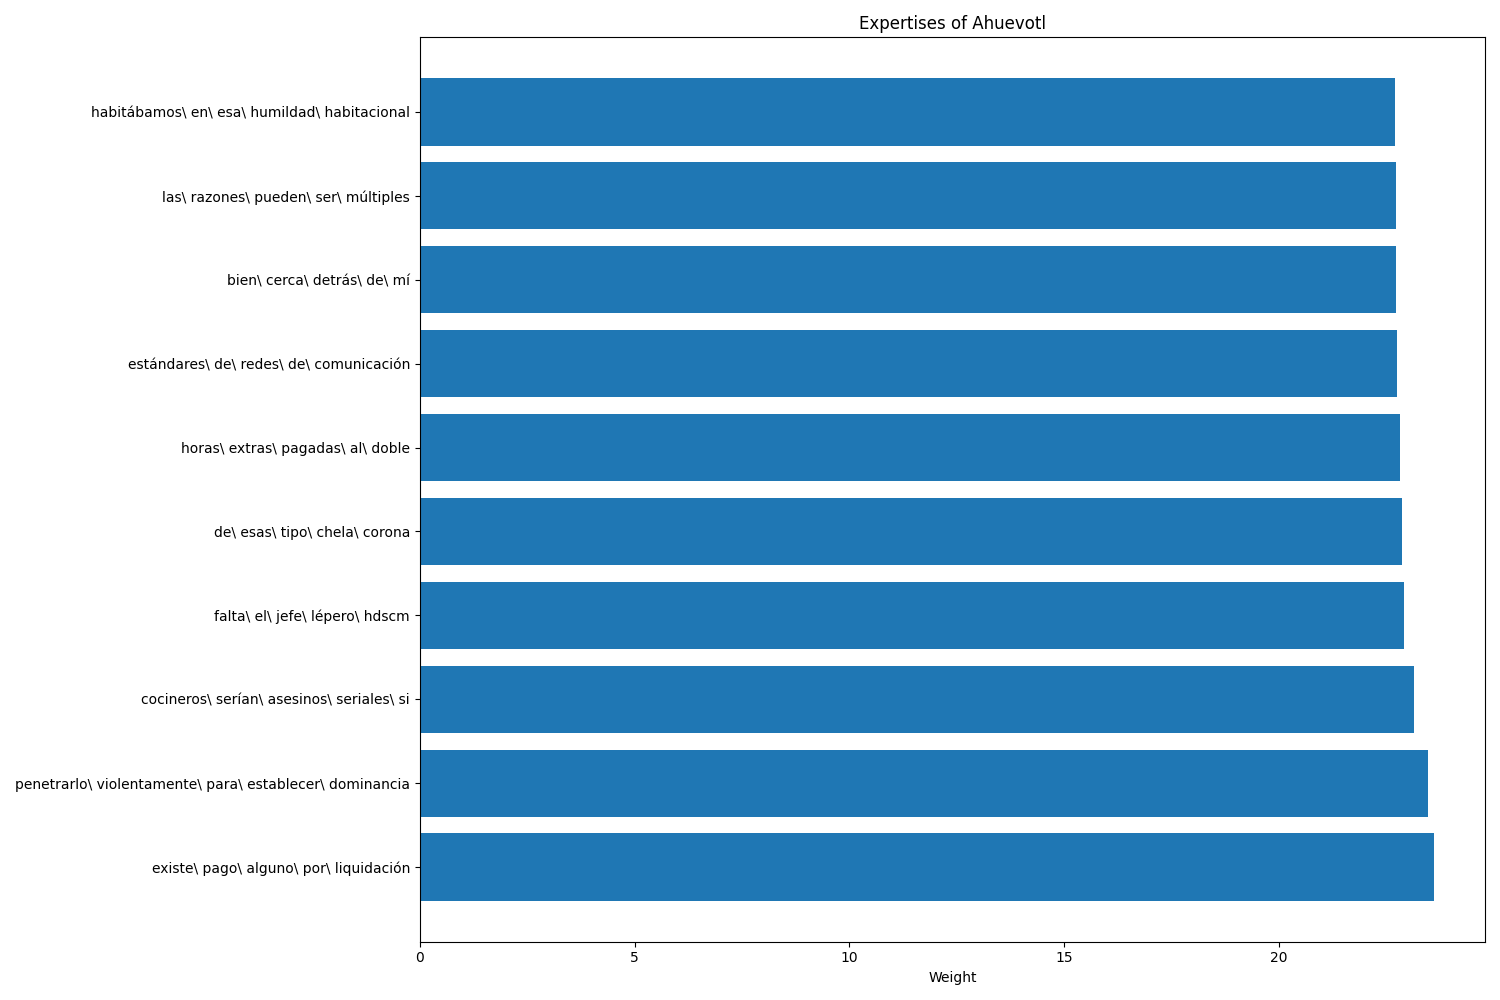 Expertises of Ahuevotl
habitábamos\ en\ esa\ humildad\ habitacional
las\ razones\ pueden\ ser\ múltiples
bien\ cerca\ detrás\ de\ mí
estándares\ de\ redes\ de\ comunicación
horas\ extras\ pagadas\ al\ doble
de\ esas\ tipo\ chela\ corona
falta\ el\ jefe\ lépero\ hdscm
cocineros\ serían\ asesinos\ seriales\ si
penetrarlo\ violentamente\ para\ establecer\ dominancia
existe\ pago\ alguno\ por\ liquidación
0 5 10 15 20
Weight